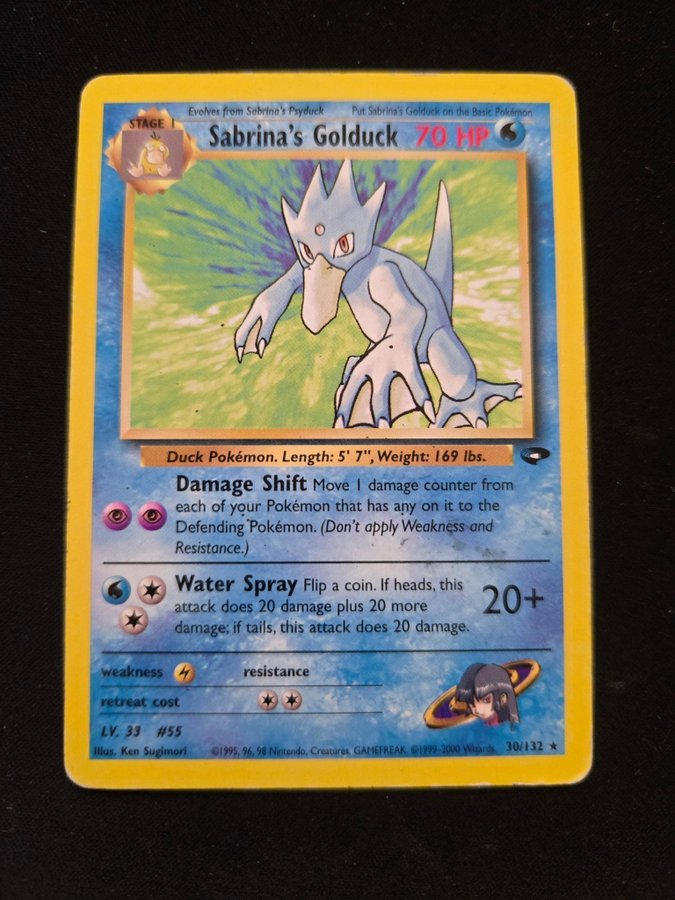 Evolves from Sabrina's Psyduck Put Sabrina's Golduck on the Basic Pokémon
STAGE 1
Sabrina's Golduck 70 HP
Duck Pokémon. Length: 5' 7", Weight: 169 lbs.
Damage Shift Move 1 damage counter from
each of your Pokémon that has any on it to the
Defending Pokémon. (Don't apply Weakness and
Resistance.)
Water Spray Flip a coin. If heads, this
attack does 20 damage plus 20 more
damage; if tails, this attack does 20 damage.
20+
weakness resistance
retreat cost
LV. 33 #55
Illus. Ken Sugimori ©1995, 96, 98 Nintendo, Creatures, GAMEFREAK. ©1999-2000 Wizards. 30/132 ★